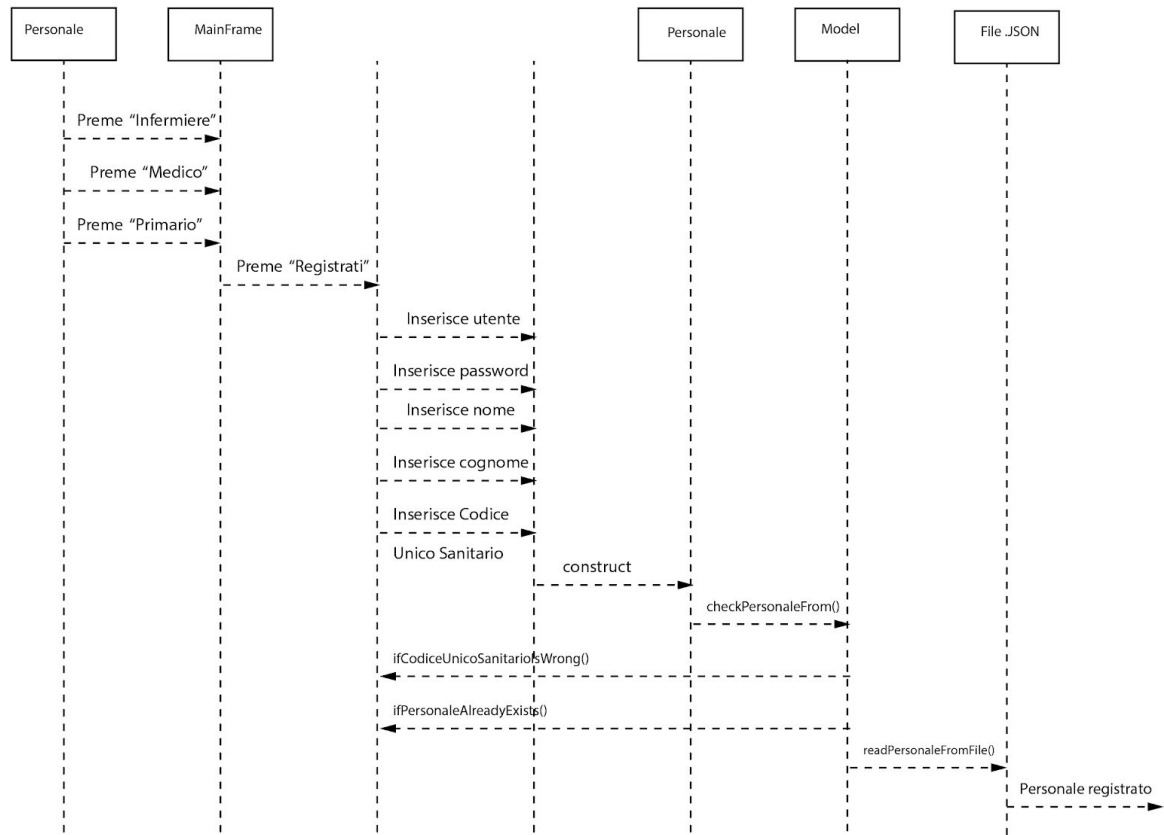 Personale
MainFrame
Personale
Model
File .JSON
Preme “Infermiere”
Preme “Medico”
Preme “Primario”
Preme “Registrati”
Inserisce utente
Inserisce password
Inserisce nome
Inserisce cognome
Inserisce Codice
Unico Sanitario
construct
checkPersonaleFrom()
ifCodiceUnicoSanitarioIsWrong()
ifPersonaleAlreadyExists()
readPersonaleFromFile()
Personale registrato